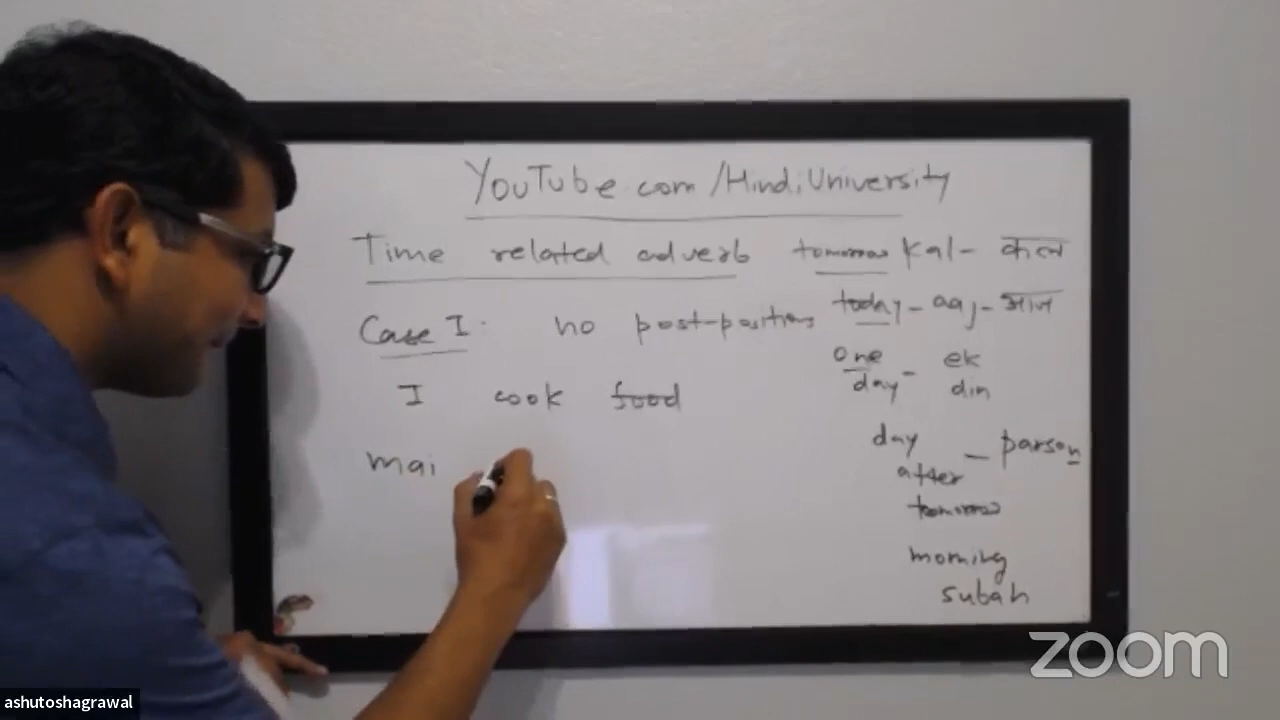 YouTube.com/HindiUniversity
Time related adverb
Case I: no post-positions
I cook food
mai
tomorrow kal - कल
today - aaj - आज
one day - ek din
day after tomorrow - parson
morning
subah
zoom
ashutoshagrawal